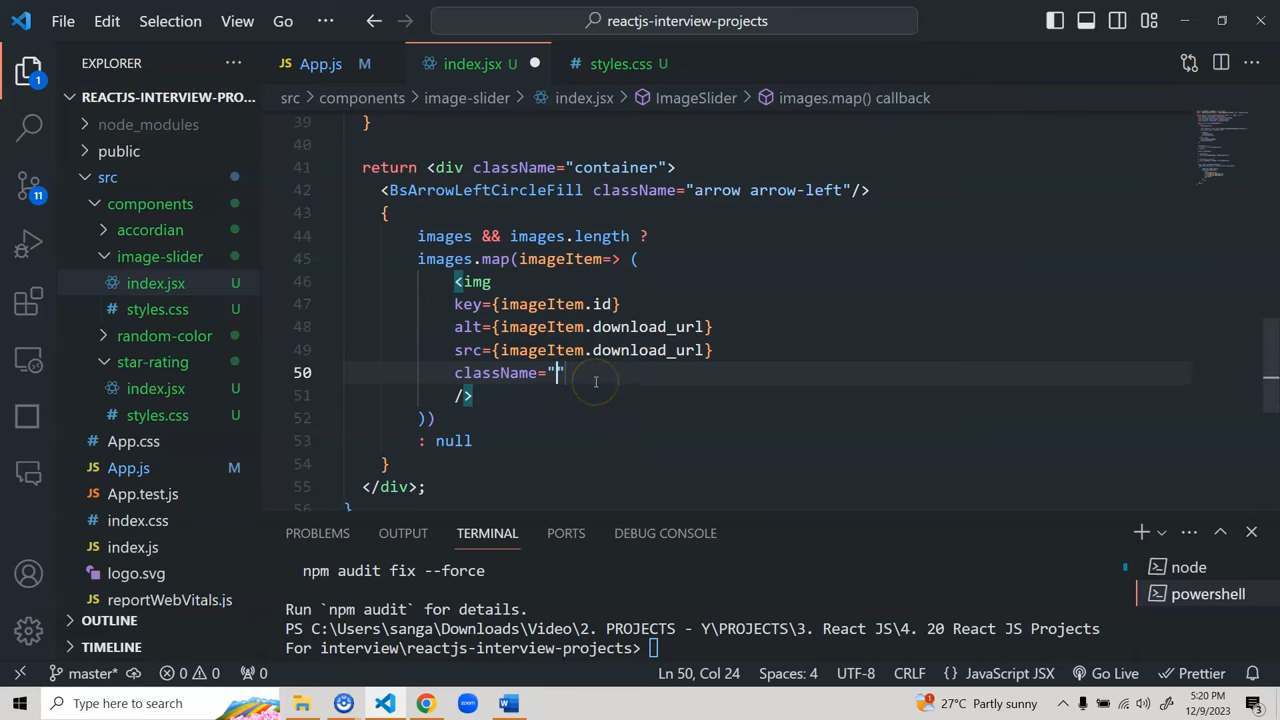 File Edit Selection View Go ··· reactjs-interview-projects
EXPLORER ···
REACTJS-INTERVIEW-PRO...
node_modules
public
src
components
accordian
image-slider
index.jsx U
styles.css U
random-color
star-rating
index.jsx U
styles.css U
App.css
App.js M
App.test.js
index.css
index.js
logo.svg
reportWebVitals.js
OUTLINE
TIMELINE
1
11
JS App.js M index.jsx U # styles.css U
src > components > image-slider > index.jsx > ImageSlider > images.map() callback
39 }
40
41 return <div className="container">
42 <BsArrowLeftCircleFill className="arrow arrow-left"/>
43 {
44 images && images.length ?
45 images.map(imageItem=> (
46 <img
47 key={imageItem.id}
48 alt={imageItem.download_url}
49 src={imageItem.download_url}
50 className=""
51 />
52 ))
53 : null
54 }
55 </div>;
56 }
PROBLEMS OUTPUT TERMINAL PORTS DEBUG CONSOLE
npm audit fix --force
Run `npm audit` for details.
PS C:\Users\sanga\Downloads\Video\2. PROJECTS - Y\PROJECTS\3. React JS\4. 20 React JS Projects
For interview\reactjs-interview-projects>
node
powershell
master* 0 0 0 Ln 50, Col 24 Spaces: 4 UTF-8 CRLF {} JavaScript JSX Go Live Prettier
Type here to search 27°C Partly sunny 5:20 PM
12/9/2023 3